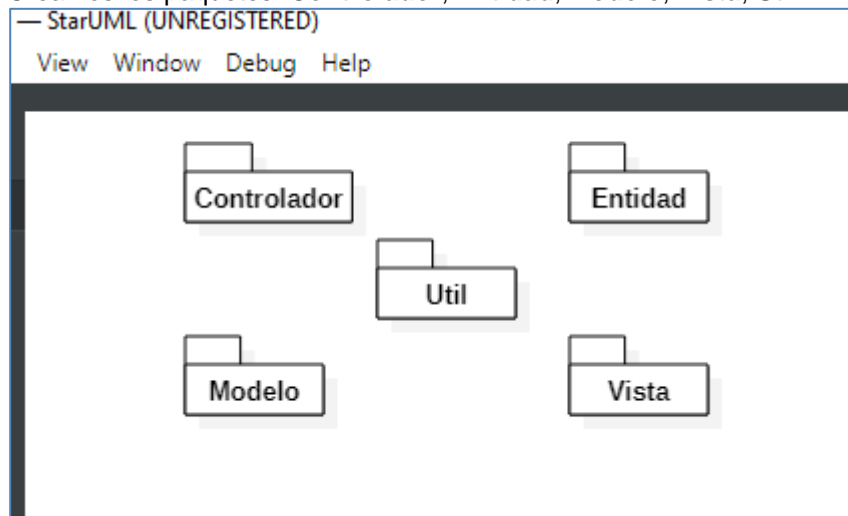 — StarUML (UNREGISTERED)
View Window Debug Help
Controlador
Entidad
Util
Modelo
Vista